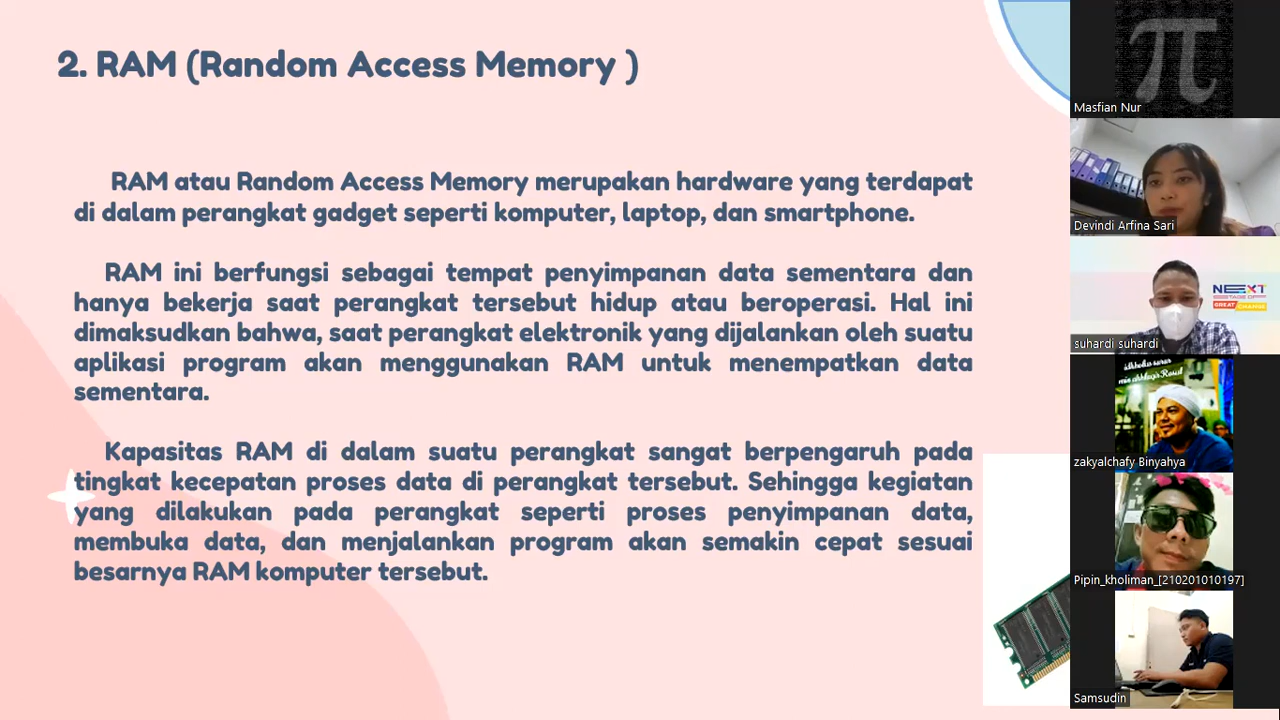 2. RAM (Random Access Memory )
RAM atau Random Access Memory merupakan hardware yang terdapat
di dalam perangkat gadget seperti komputer, laptop, dan smartphone.
RAM ini berfungsi sebagai tempat penyimpanan data sementara dan
hanya bekerja saat perangkat tersebut hidup atau beroperasi. Hal ini
dimaksudkan bahwa, saat perangkat elektronik yang dijalankan oleh suatu
aplikasi program akan menggunakan RAM untuk menempatkan data
sementara.
Kapasitas RAM di dalam suatu perangkat sangat berpengaruh pada
tingkat kecepatan proses data di perangkat tersebut. Sehingga kegiatan
yang dilakukan pada perangkat seperti proses penyimpanan data,
membuka data, dan menjalankan program akan semakin cepat sesuai
besarnya RAM komputer tersebut.
π
Masfian Nur
Devindi Arfina Sari
NEXT
GREAT CHANGE
suhardi suhardi
zakyalchafy Binyahya
Pipin_kholiman_[210201010197]
Samsudin